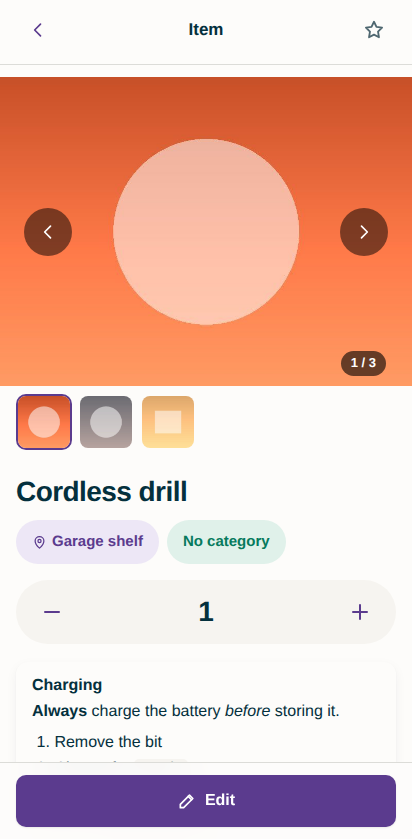 Item
1 / 3
Cordless drill
Garage shelf
No category
1
Charging
Always charge the battery before storing it.
1. Remove the bit
Edit